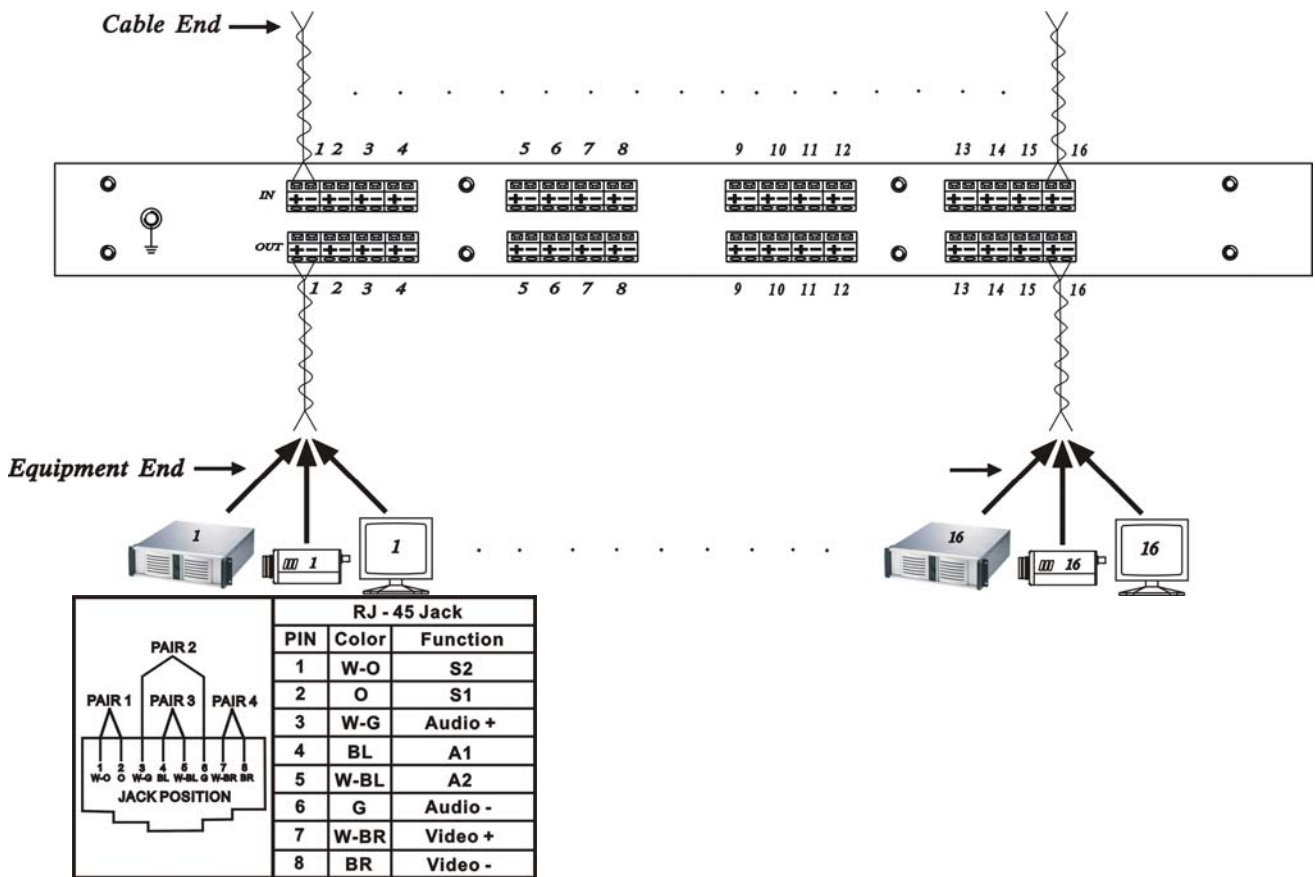 Cable End
1 2 3 4 5 6 7 8 9 10 11 12 13 14 15 16
IN
+ - + - + - + - + - + - + - + - + - + - + - + - + - + - + - + -
OUT
+ - + - + - + - + - + - + - + - + - + - + - + - + - + - + - + -
1 2 3 4 5 6 7 8 9 10 11 12 13 14 15 16
Equipment End
1 1 1 16 16 16
RJ - 45 Jack
PIN Color Function
1 W-O S2
2 O S1
3 W-G Audio +
4 BL A1
5 W-BL A2
6 G Audio -
7 W-BR Video +
8 BR Video -
PAIR 2
PAIR 1 PAIR 3 PAIR 4
1 2 3 4 5 6 7 8
W-O O W-G BL W-BL G W-BR BR
JACK POSITION